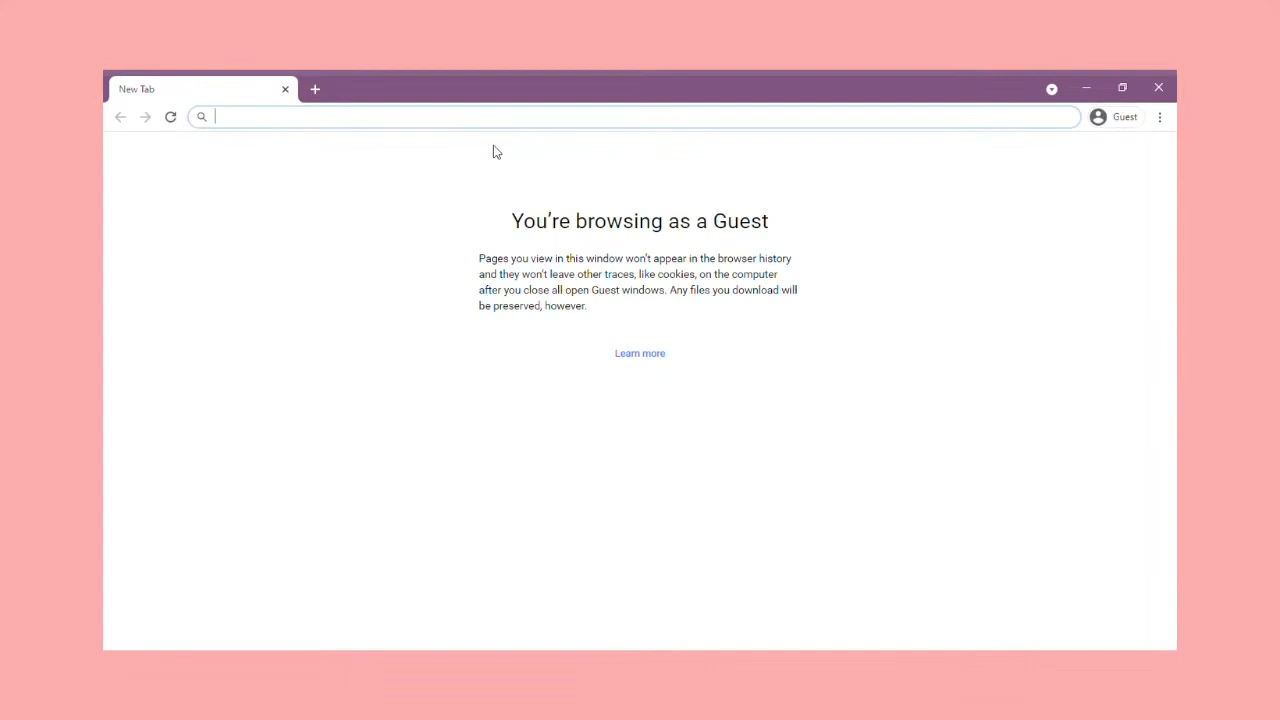 New Tab
Guest
You’re browsing as a Guest
Pages you view in this window won't appear in the browser history
and they won't leave other traces, like cookies, on the computer
after you close all open Guest windows. Any files you download will
be preserved, however.
Learn more